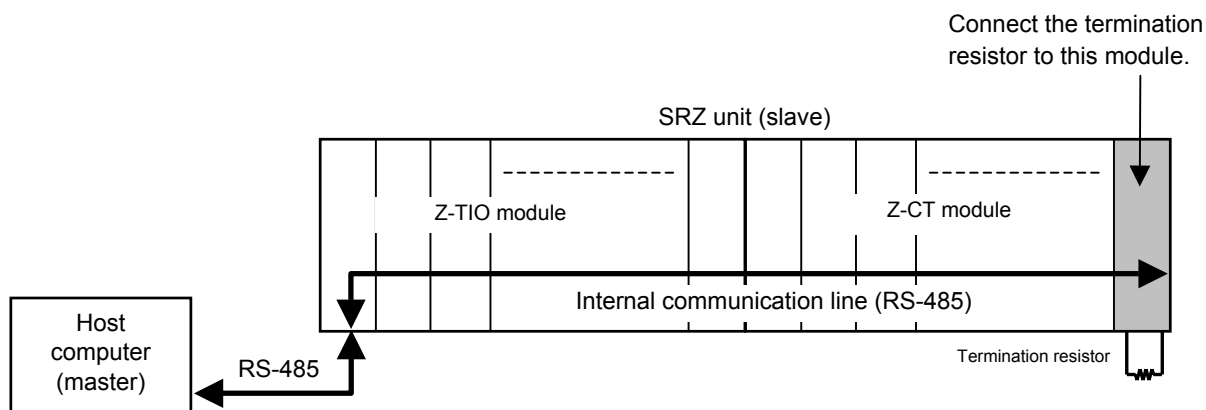 Connect the termination
resistor to this module.
SRZ unit (slave)
Z-TIO module
Z-CT module
Internal communication line (RS-485)
Host
computer
(master)
RS-485
Termination resistor